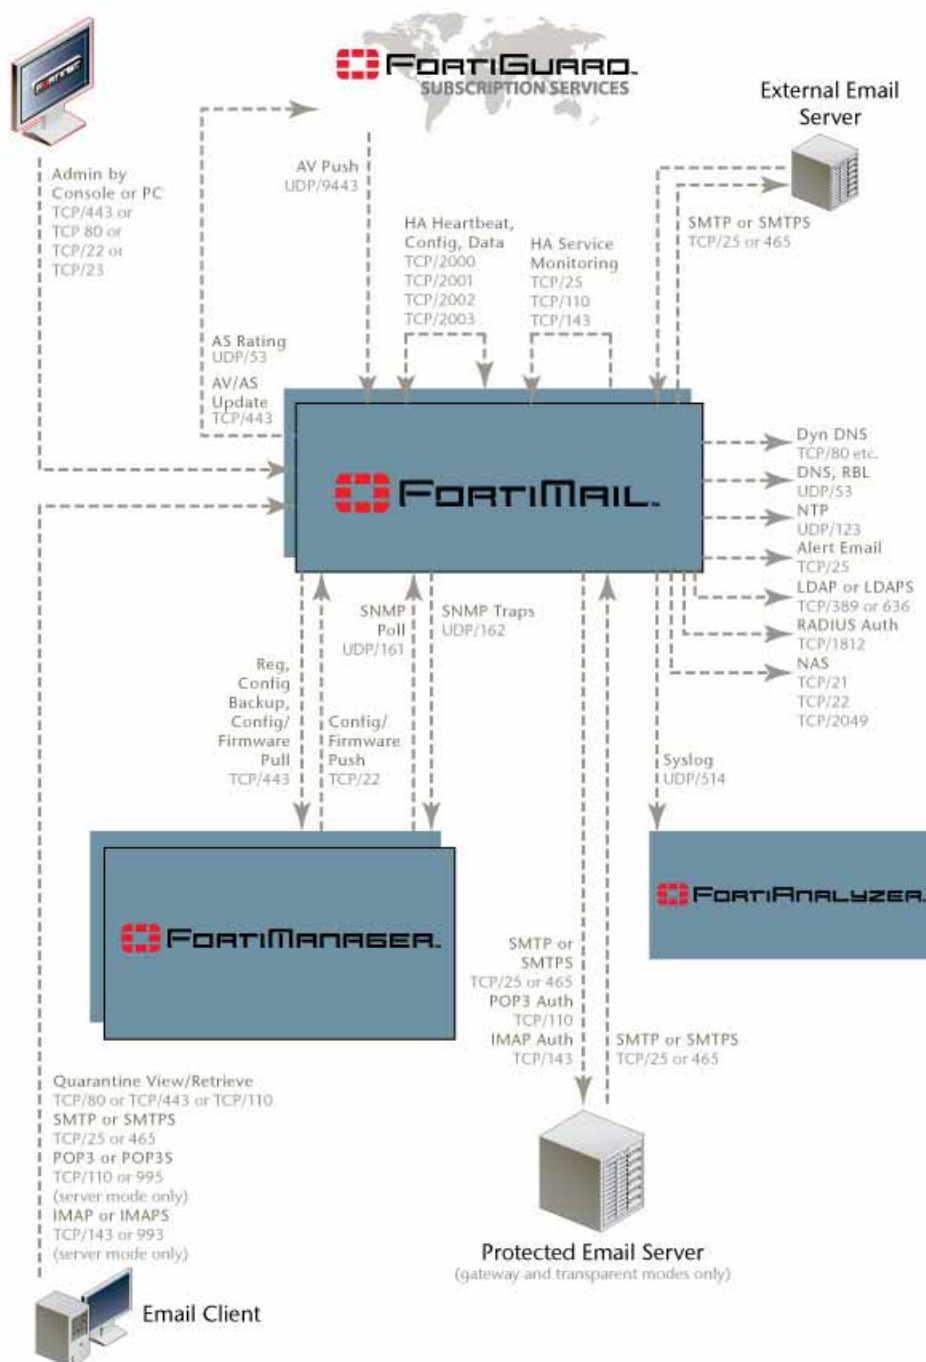 FORTIGUARD
SUBSCRIPTION SERVICES
External Email
Server
Admin by
Console or PC
TCP/443 or
TCP 80 or
TCP/22 or
TCP/23
AV Push
UDP/9443
HA Heartbeat,
Config, Data
TCP/2000
TCP/2001
TCP/2002
TCP/2003
HA Service
Monitoring
TCP/25
TCP/110
TCP/143
SMTP or SMTPS
TCP/25 or 465
AS Rating
UDP/53
AV/AS
Update
TCP/443
FORTIMAIL
Dyn DNS
TCP/80 etc.
DNS, RBL
UDP/53
NTP
UDP/123
Alert Email
TCP/25
LDAP or LDAPS
TCP/389 or 636
RADIUS Auth
TCP/1812
NAS
TCP/21
TCP/22
TCP/2049
Reg,
Config
Backup,
Config/
Firmware
Pull
TCP/443
Config/
Firmware
Push
TCP/22
SNMP
Poll
UDP/161
SNMP Traps
UDP/162
Syslog
UDP/514
FORTIMANAGER
FORTIANALYZER
SMTP or
SMTPS
TCP/25 or 465
POP3 Auth
TCP/110
IMAP Auth
TCP/143
SMTP or SMTPS
TCP/25 or 465
Quarantine View/Retrieve
TCP/80 or TCP/443 or TCP/110
SMTP or SMTPS
TCP/25 or 465
POP3 or POP3S
TCP/110 or 995
(server mode only)
IMAP or IMAPS
TCP/143 or 993
(server mode only)
Protected Email Server
(gateway and transparent modes only)
Email Client